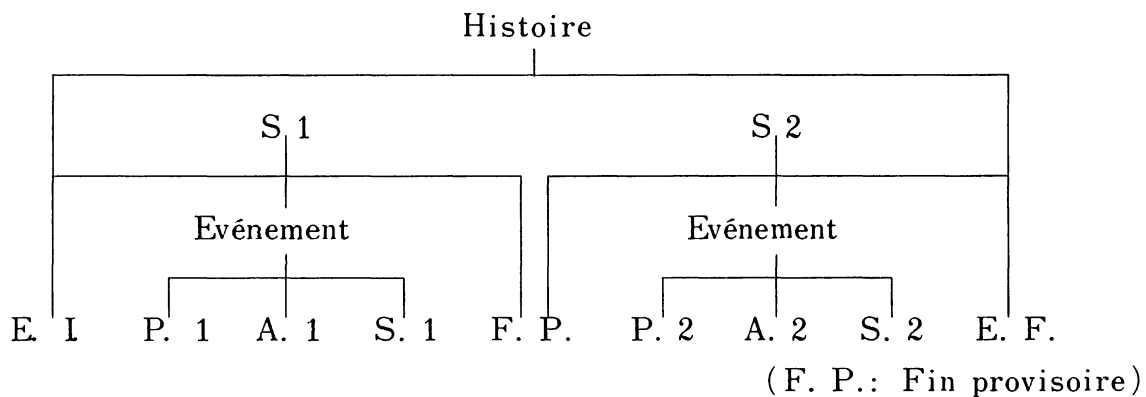 Histoire
S 1 S 2
Evénement Evénement
E. I. P. 1 A. 1 S. 1 F. P. P. 2 A. 2 S. 2 E. F.
(F. P.: Fin provisoire)